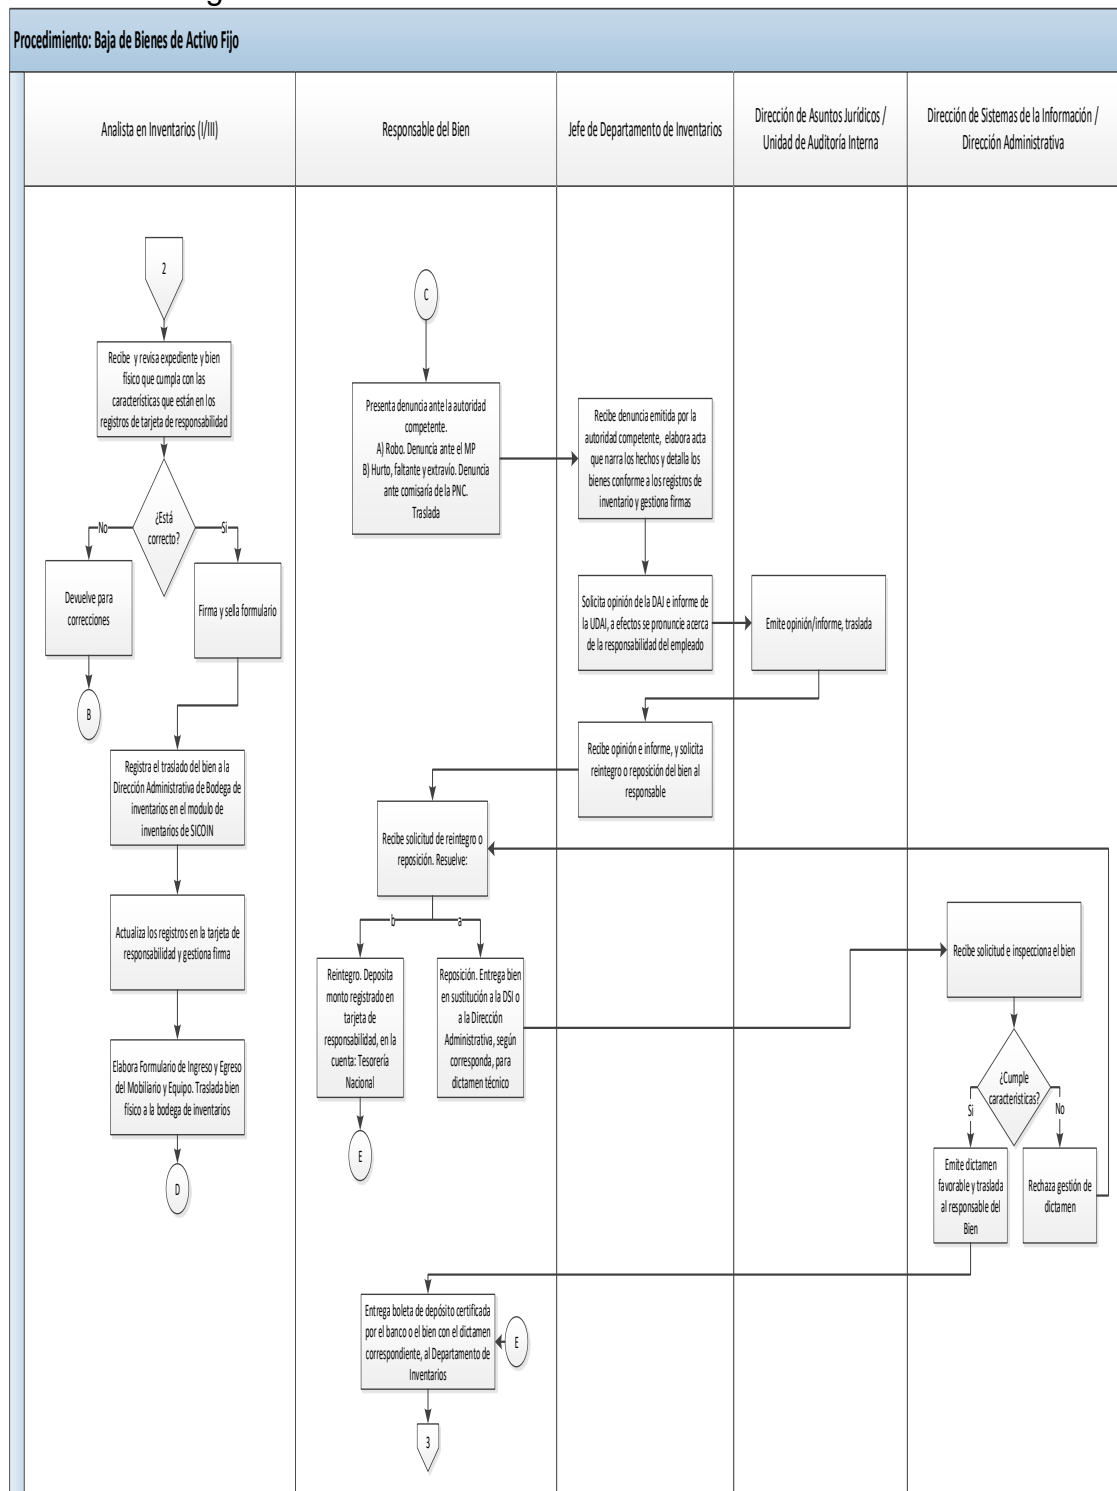 Procedimiento: Baja de Bienes de Activo Fijo
Analista en Inventarios (I/III)
Responsable del Bien
Jefe de Departamento de Inventarios
Dirección de Asuntos Jurídicos /
Unidad de Auditoría Interna
Dirección de Sistemas de la Información /
Dirección Administrativa
2
Recibe y revisa expediente y bien
físico que cumpla con las
características que están en los
registros de tarjeta de responsabilidad
¿Está
correcto?
No
Si
Devuelve para
correcciones
Firma y sella formulario
B
Registra el traslado del bien a la
Dirección Administrativa de Bodega de
inventarios en el modulo de
inventarios de SICOIN
Actualiza los registros en la tarjeta de
responsabilidad y gestiona firma
Elabora Formulario de Ingreso y Egreso
del Mobiliario y Equipo. Traslada bien
físico a la bodega de inventarios
D
C
Presenta denuncia ante la autoridad
competente.
A) Robo. Denuncia ante el MP
B) Hurto, faltante y extravío. Denuncia
ante comisaría de la PNC.
Traslada
Recibe denuncia emitida por la
autoridad competente, elabora acta
que narra los hechos y detalla los
bienes conforme a los registros de
inventario y gestiona firmas
Solicita opinión de la DAJ e informe de
la UDAI, a efectos se pronuncie acerca
de la responsabilidad del empleado
Emite opinión/informe, traslada
Recibe opinión e informe, y solicita
reintegro o reposición del bien al
responsable
Recibe solicitud de reintegro o
reposición. Resuelve:
b
a
Reintegro. Deposita
monto registrado en
tarjeta de
responsabilidad, en la
cuenta: Tesorería
Nacional
Reposición. Entrega bien
en sustitución a la DSI o
a la Dirección
Administrativa, según
corresponda, para
dictamen técnico
E
Recibe solicitud e inspecciona el bien
¿Cumple
características?
Si
No
Emite dictamen
favorable y traslada
al responsable del
Bien
Rechaza gestión de
dictamen
Entrega boleta de depósito certificada
por el banco o el bien con el dictamen
correspondiente, al Departamento de
Inventarios
E
3